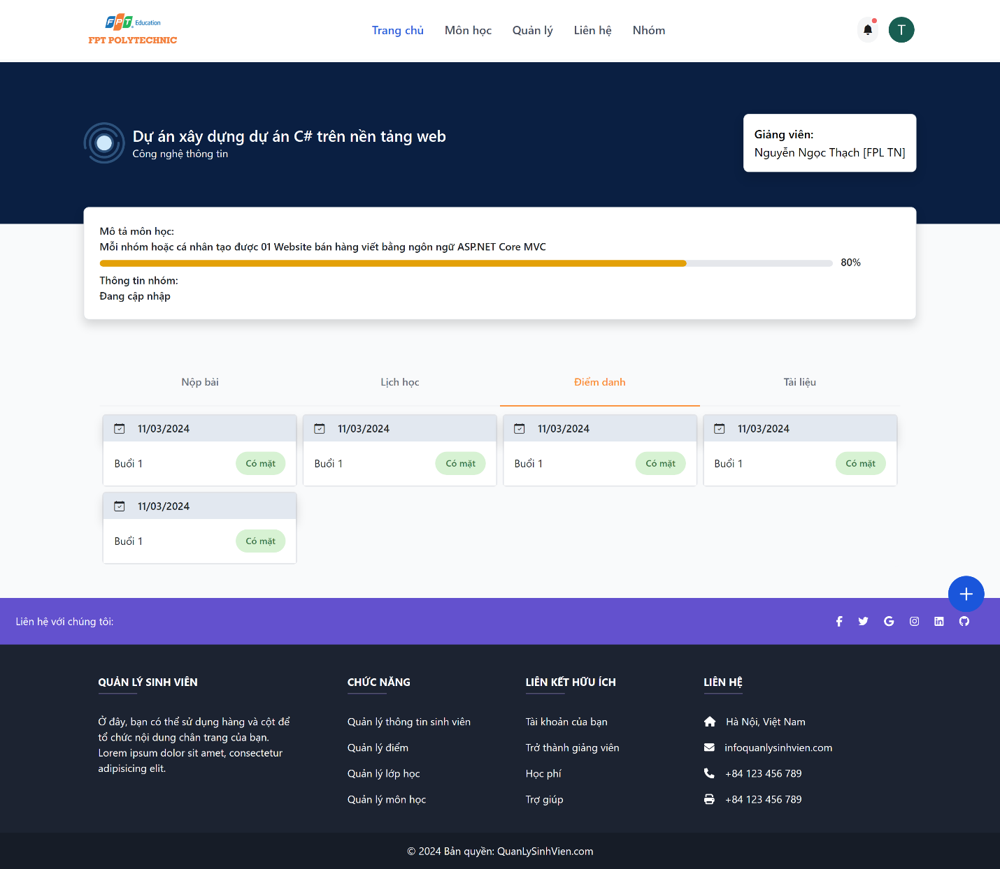 FPT. Education
FPT POLYTECHNIC
Trang chủ
Môn học
Quản lý
Liên hệ
Nhóm
T
Dự án xây dựng dự án C# trên nền tảng web
Công nghệ thông tin
Giảng viên:
Nguyễn Ngọc Thạch [FPL TN]
Mô tả môn học:
Mỗi nhóm hoặc cá nhân tạo được 01 Website bán hàng viết bằng ngôn ngữ ASP.NET Core MVC
80%
Thông tin nhóm:
Đang cập nhập
Nộp bài
Lịch học
Điểm danh
Tài liệu
11/03/2024
Buổi 1
Có mặt
11/03/2024
Buổi 1
Có mặt
11/03/2024
Buổi 1
Có mặt
11/03/2024
Buổi 1
Có mặt
11/03/2024
Buổi 1
Có mặt
Liên hệ với chúng tôi:
QUẢN LÝ SINH VIÊN
Ở đây, bạn có thể sử dụng hàng và cột để
tổ chức nội dung chân trang của bạn.
Lorem ipsum dolor sit amet, consectetur
adipisicing elit.
CHỨC NĂNG
Quản lý thông tin sinh viên
Quản lý điểm
Quản lý lớp học
Quản lý môn học
LIÊN KẾT HỮU ÍCH
Tài khoản của bạn
Trở thành giảng viên
Học phí
Trợ giúp
LIÊN HỆ
Hà Nội, Việt Nam
infoquanlysinhvien.com
+84 123 456 789
+84 123 456 789
© 2024 Bản quyền: QuanLySinhVien.com